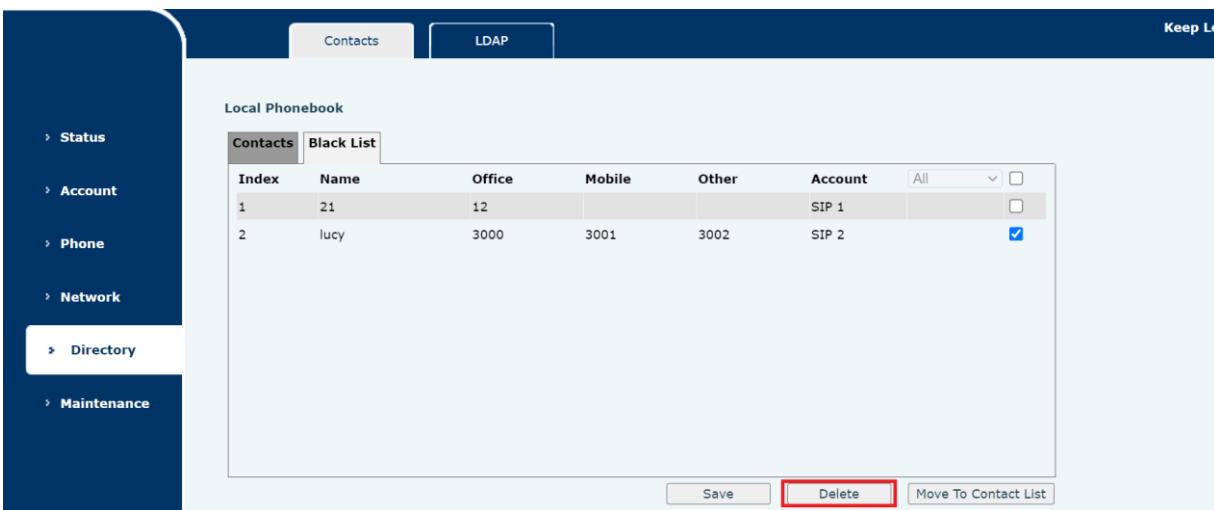 Contacts LDAP Keep Lo
Local Phonebook
Status
Account
Phone
Network
Directory
Maintenance
Contacts Black List
Index Name Office Mobile Other Account All
1 21 12 SIP 1
2 lucy 3000 3001 3002 SIP 2
Save Delete Move To Contact List